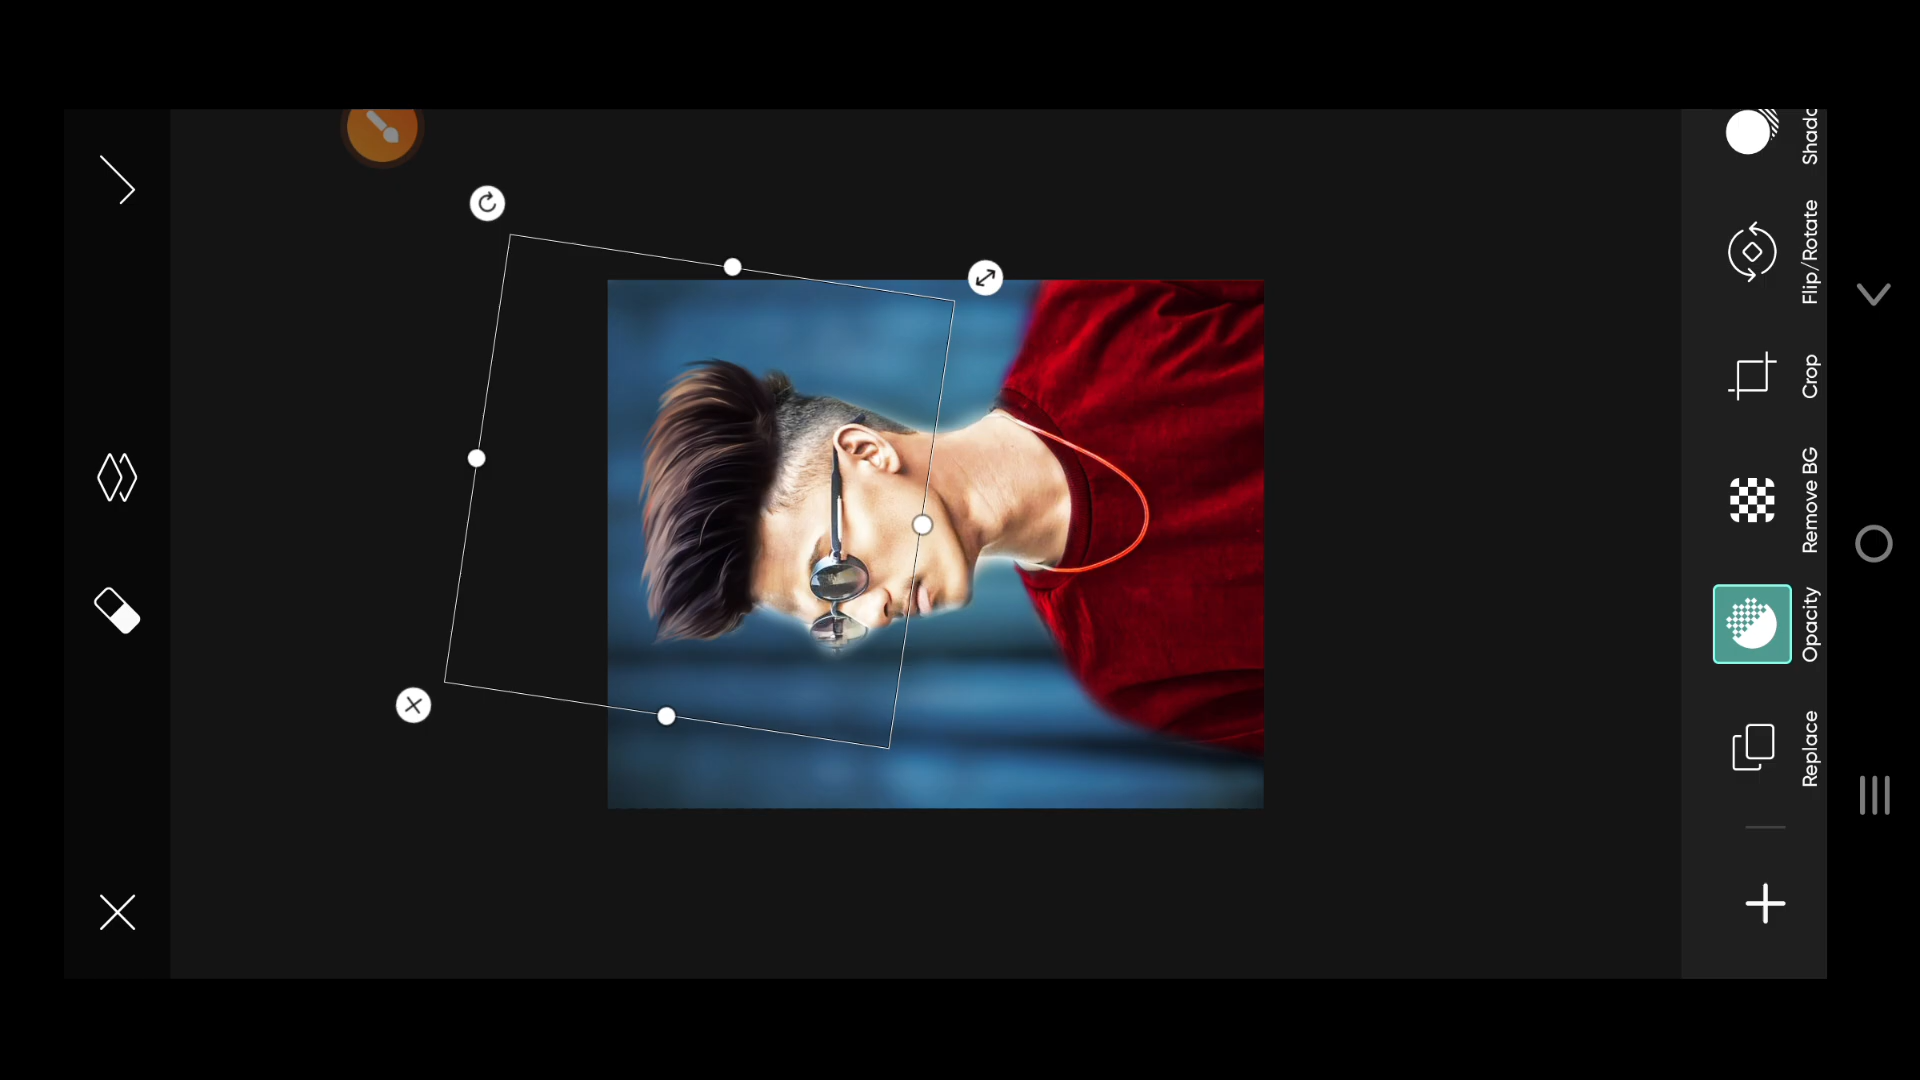 Replace
Opacity
Remove BG
Crop
Flip/Rotate
Shado